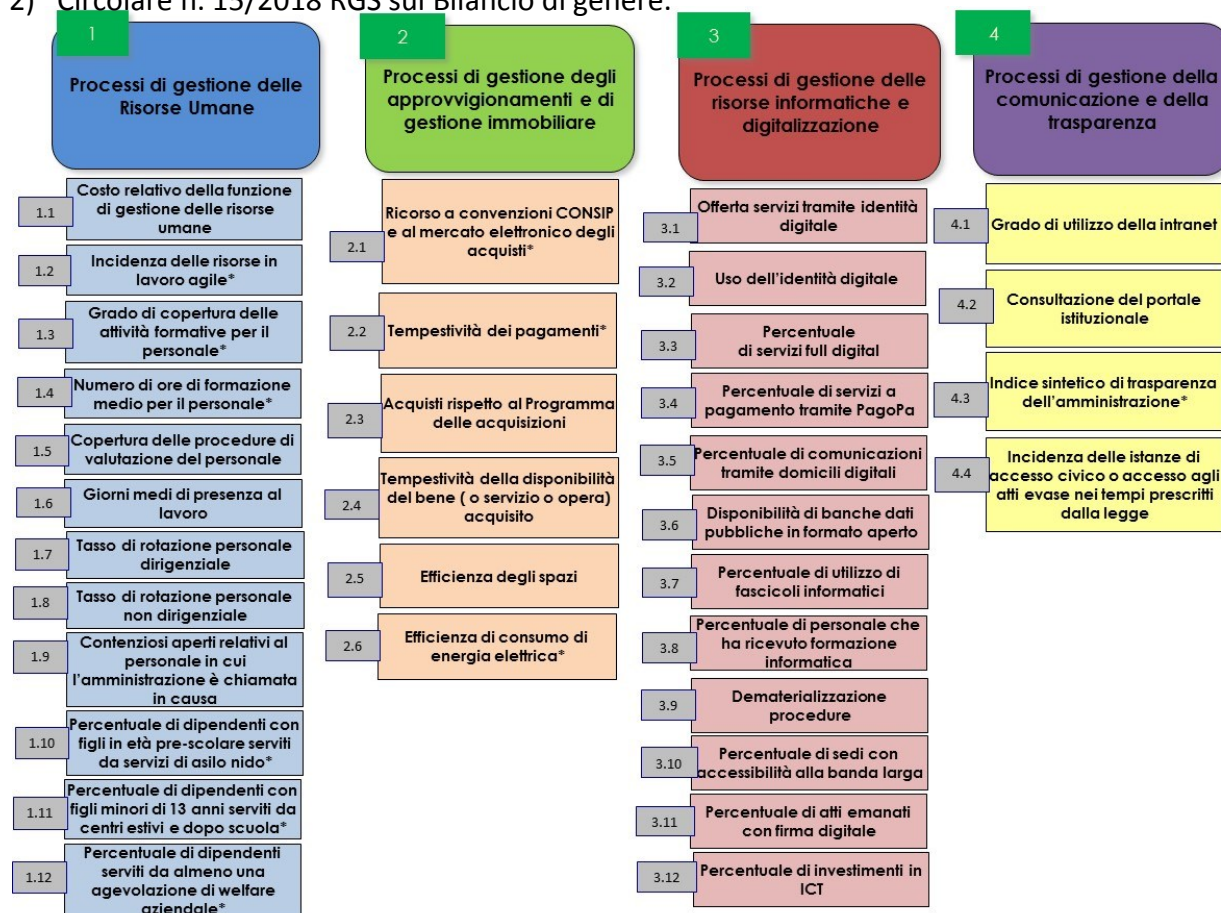 2) Circolare n. 15/2018 RGS sul Bilancio di genere.
1
Processi di gestione delle
Risorse Umane
1.1
Costo relativo della funzione
di gestione delle risorse
umane
1.2
Incidenza delle risorse in
lavoro agile*
1.3
Grado di copertura delle
attività formative per il
personale*
1.4
Numero di ore di formazione
medio per il personale*
1.5
Copertura delle procedure di
valutazione del personale
1.6
Giorni medi di presenza al
lavoro
1.7
Tasso di rotazione personale
dirigenziale
1.8
Tasso di rotazione personale
non dirigenziale
1.9
Contenziosi aperti relativi al
personale in cui
l'amministrazione è chiamata
in causa
1.10
Percentuale di dipendenti con
figli in età pre-scolare serviti
da servizi di asilo nido*
1.11
Percentuale di dipendenti con
figli minori di 13 anni serviti da
centri estivi e dopo scuola*
1.12
Percentuale di dipendenti
serviti da almeno una
agevolazione di welfare
aziendale*
2
Processi di gestione degli
approvvigionamenti e di
gestione immobiliare
2.1
Ricorso a convenzioni CONSIP
e al mercato elettronico degli
acquisti*
2.2
Tempestività dei pagamenti*
2.3
Acquisti rispetto al Programma
delle acquisizioni
2.4
Tempestività della disponibilità
del bene ( o servizio o opera)
acquisito
2.5
Efficienza degli spazi
2.6
Efficienza di consumo di
energia elettrica*
3
Processi di gestione delle
risorse informatiche e
digitalizzazione
3.1
Offerta servizi tramite identità
digitale
3.2
Uso dell'identità digitale
3.3
Percentuale
di servizi full digital
3.4
Percentuale di servizi a
pagamento tramite PagoPa
3.5
Percentuale di comunicazioni
tramite domicili digitali
3.6
Disponibilità di banche dati
pubbliche in formato aperto
3.7
Percentuale di utilizzo di
fascicoli informatici
3.8
Percentuale di personale che
ha ricevuto formazione
informatica
3.9
Dematerializzazione
procedure
3.10
Percentuale di sedi con
accessibilità alla banda larga
3.11
Percentuale di atti emanati
con firma digitale
3.12
Percentuale di investimenti in
ICT
4
Processi di gestione della
comunicazione e della
trasparenza
4.1
Grado di utilizzo della intranet
4.2
Consultazione del portale
istituzionale
4.3
Indice sintetico di trasparenza
dell'amministrazione*
4.4
Incidenza delle istanze di
accesso civico o accesso agli
atti evase nei tempi prescritti
dalla legge